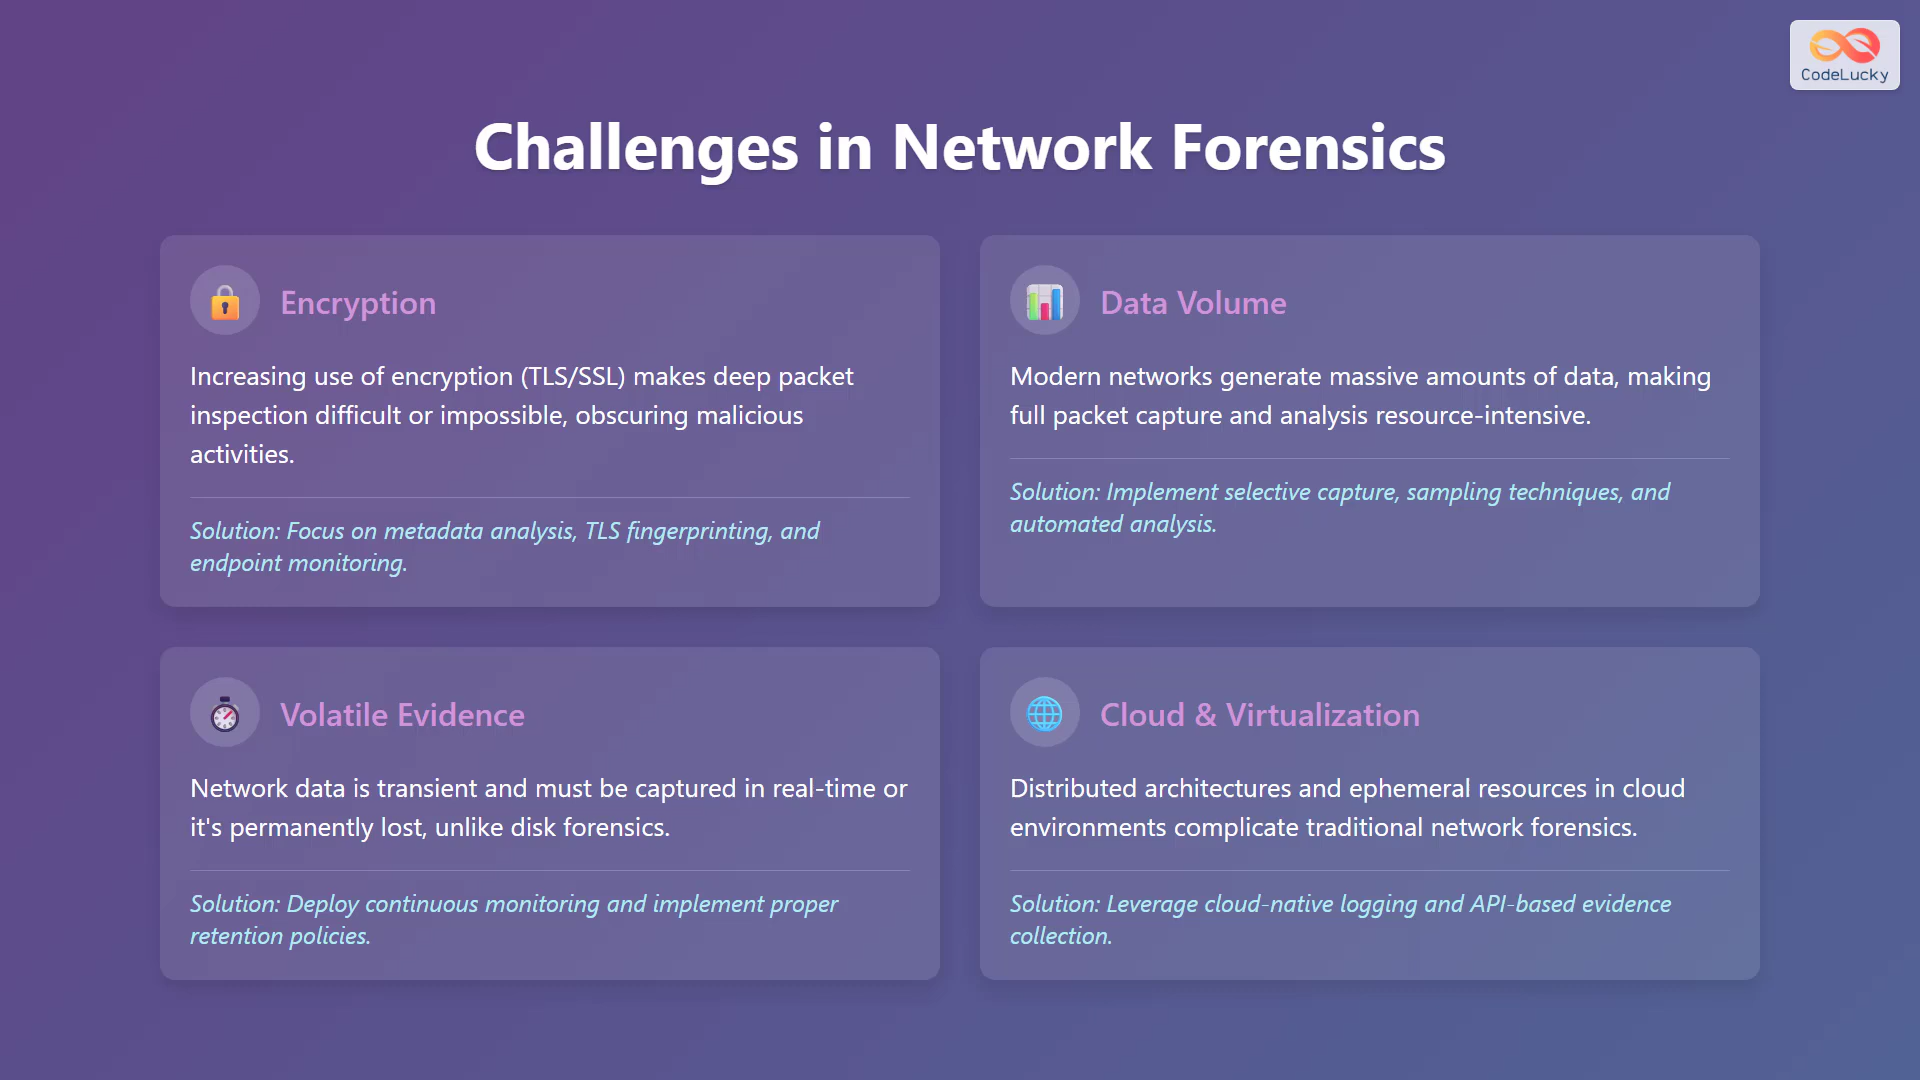 CodeLucky
Challenges in Network Forensics
Encryption
Increasing use of encryption (TLS/SSL) makes deep packet
inspection difficult or impossible, obscuring malicious
activities.
Solution: Focus on metadata analysis, TLS fingerprinting, and
endpoint monitoring.
Data Volume
Modern networks generate massive amounts of data, making
full packet capture and analysis resource-intensive.
Solution: Implement selective capture, sampling techniques, and
automated analysis.
Volatile Evidence
Network data is transient and must be captured in real-time or
it's permanently lost, unlike disk forensics.
Solution: Deploy continuous monitoring and implement proper
retention policies.
Cloud & Virtualization
Distributed architectures and ephemeral resources in cloud
environments complicate traditional network forensics.
Solution: Leverage cloud-native logging and API-based evidence
collection.